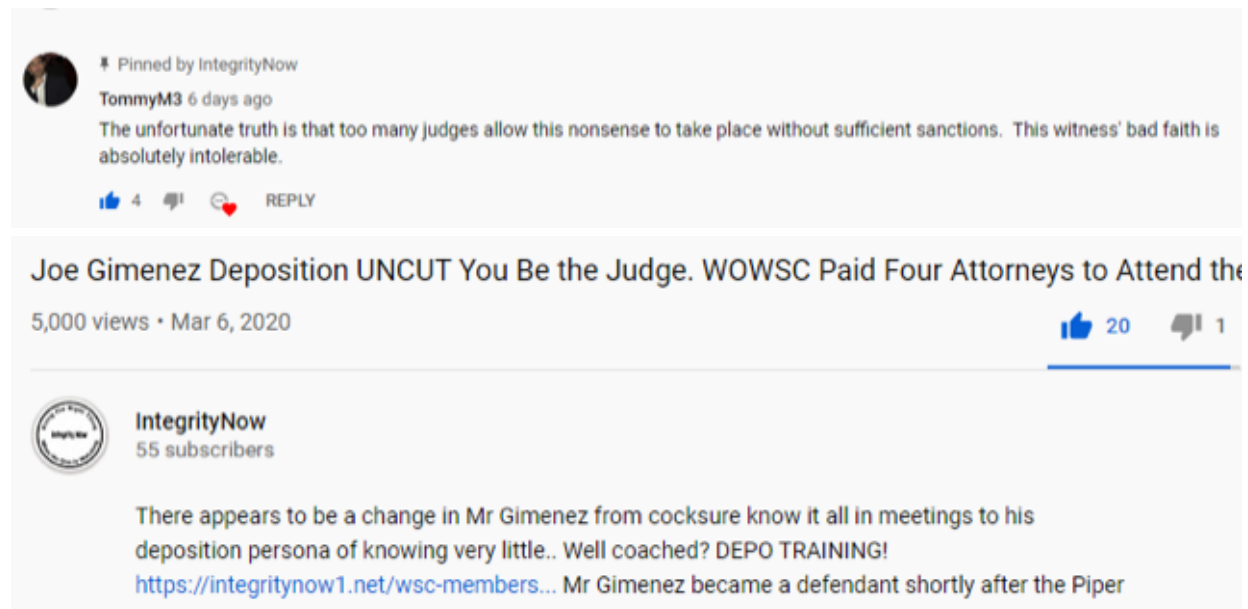 Pinned by IntegrityNow
TommyM3 6 days ago
The unfortunate truth is that too many judges allow this nonsense to take place without sufficient sanctions.  This witness' bad faith is
absolutely intolerable.
4 REPLY
Joe Gimenez Deposition UNCUT You Be the Judge. WOWSC Paid Four Attorneys to Attend the
5,000 views • Mar 6, 2020
20 1
IntegrityNow
55 subscribers
There appears to be a change in Mr Gimenez from cocksure know it all in meetings to his
deposition persona of knowing very little.. Well coached? DEPO TRAINING!
https://integritynow1.net/wsc-members... Mr Gimenez became a defendant shortly after the Piper